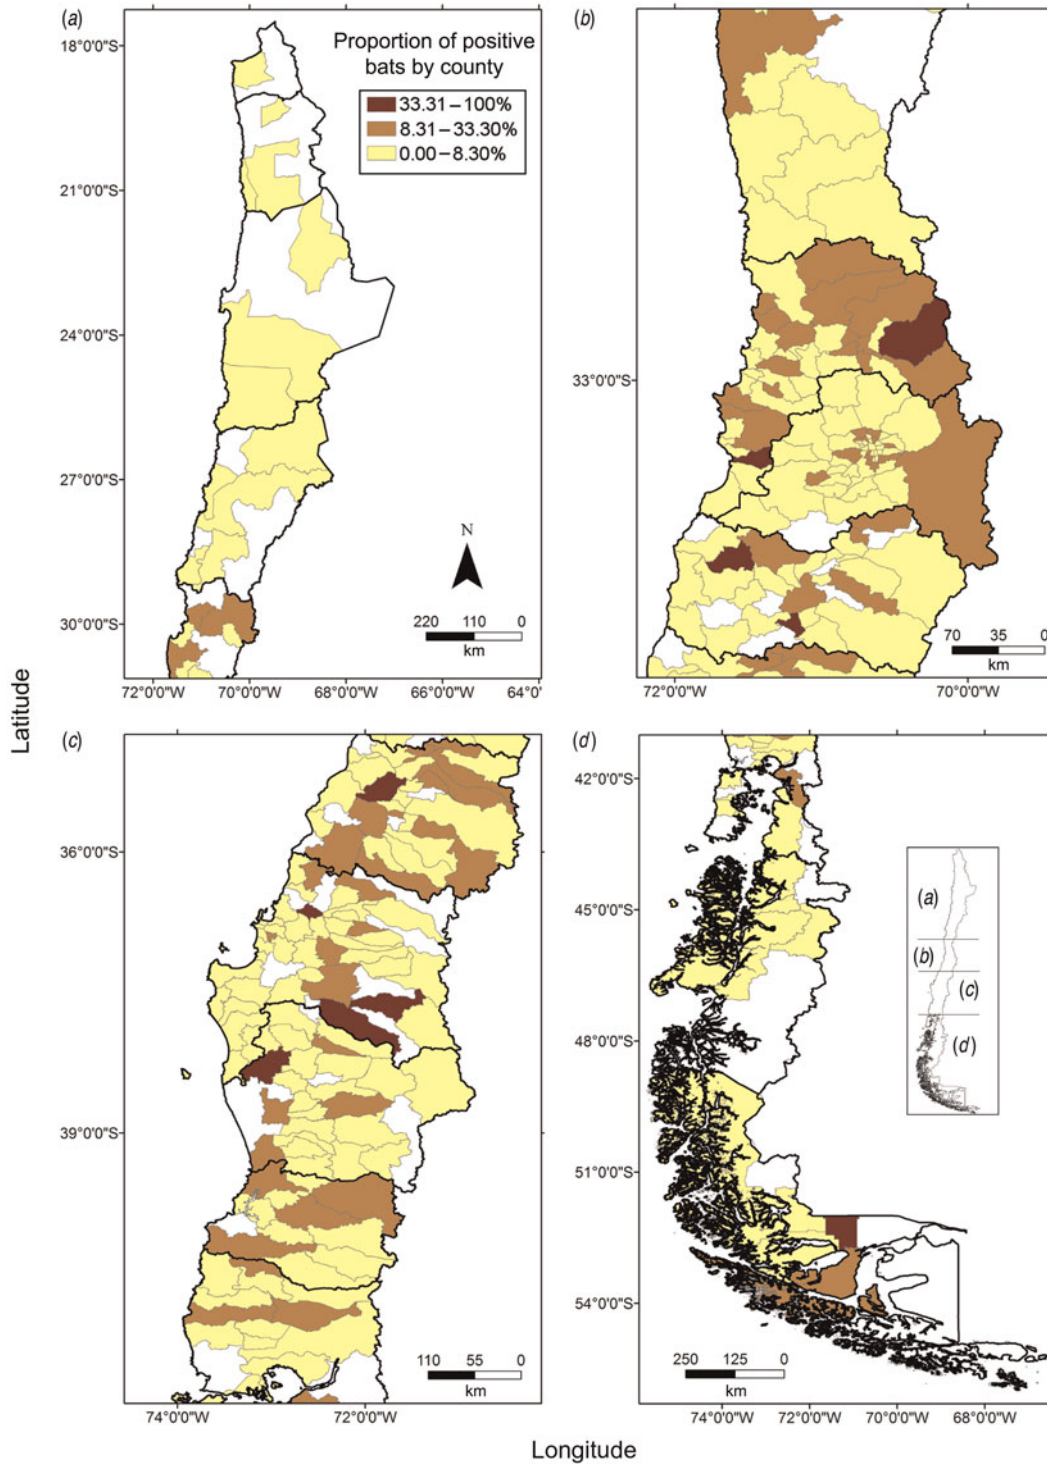 (a)
18°0'0"S
21°0'0"S
24°0'0"S
27°0'0"S
30°0'0"S
Proportion of positive
bats by county
33.31–100%
8.31–33.30%
0.00–8.30%
N
220 110 0
km
72°0'0"W 70°0'0"W 68°0'0"W 66°0'0"W 64°0'
(b)
33°0'0"S
70 35 0
km
72°0'0"W 70°0'0"W
Latitude
(c)
36°0'0"S
39°0'0"S
110 55 0
km
74°0'0"W 72°0'0"W
(d)
42°0'0"S
45°0'0"S
48°0'0"S
51°0'0"S
54°0'0"S
(a)
(b)
(c)
(d)
250 125 0
km
74°0'0"W 72°0'0"W 70°0'0"W 68°0'0"W
Longitude